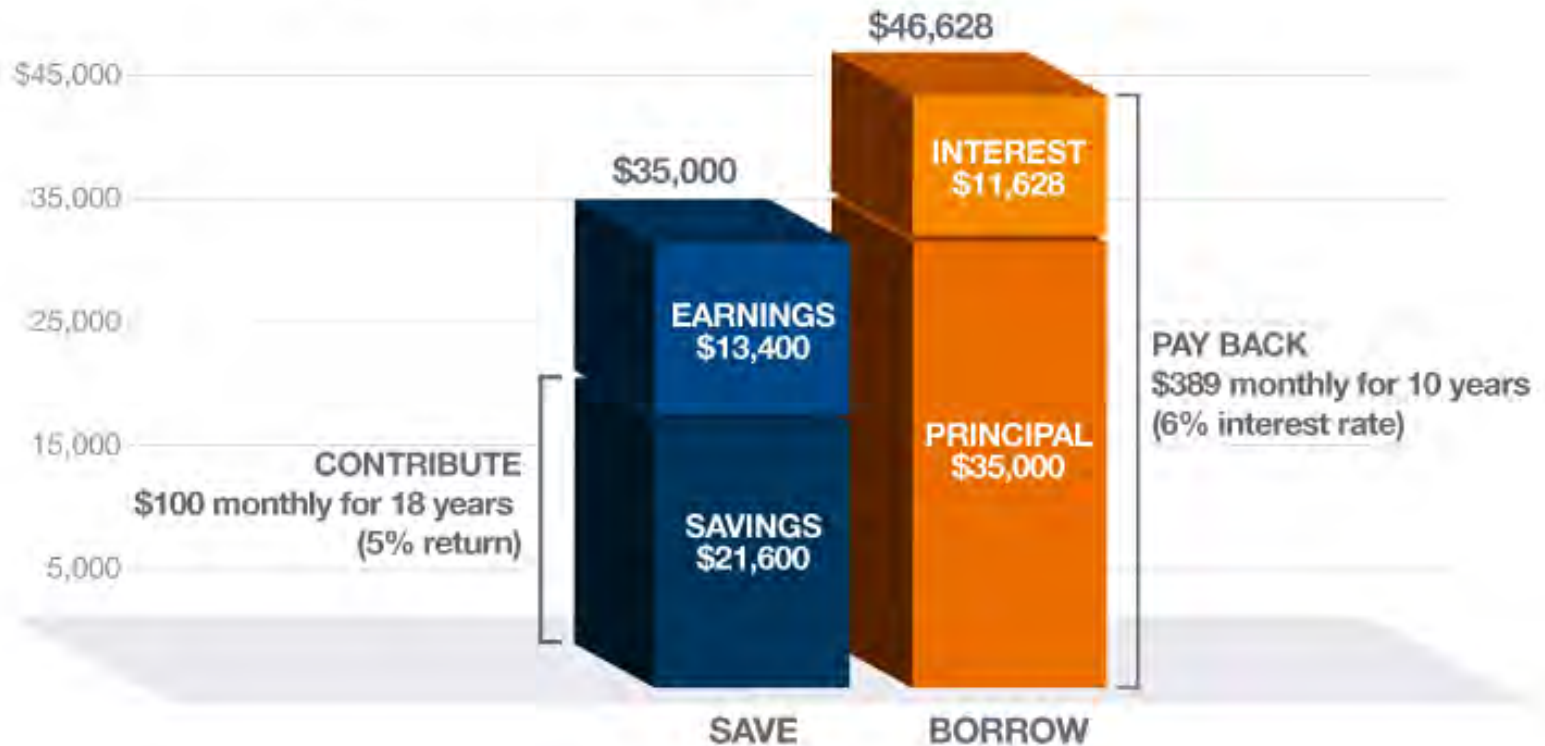 $46,628
$45,000
INTEREST
$11,628
$35,000
35,000
EARNINGS
$13,400
25,000
PAY BACK
$389 monthly for 10 years
(6% interest rate)
15,000
PRINCIPAL
$35,000
CONTRIBUTE
$100 monthly for 18 years
(5% return)
SAVINGS
$21,600
5,000
SAVE
BORROW